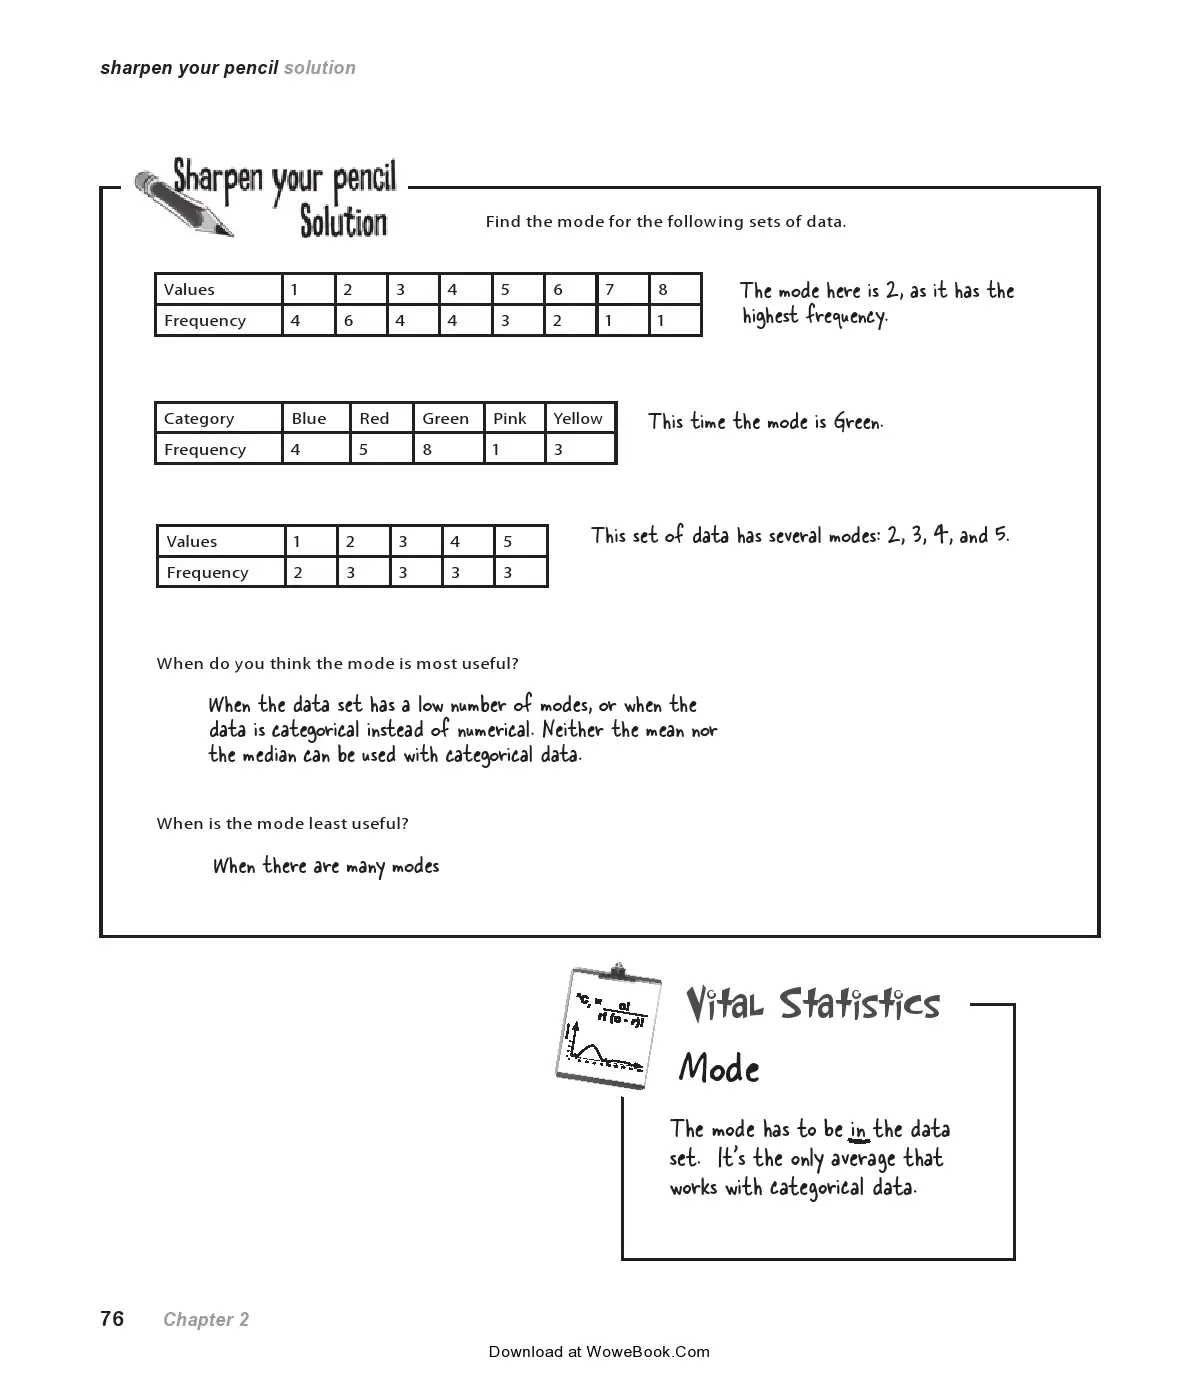 sharpen your pencil solution
Sharpen your pencil
Solution
Find the mode for the following sets of data.
Values 1 2 3 4 5 6 7 8
Frequency 4 6 4 4 3 2 1 1
The mode here is 2, as it has the
highest frequency.
Category Blue Red Green Pink Yellow
Frequency 4 5 8 1 3
This time the mode is Green.
Values 1 2 3 4 5
Frequency 2 3 3 3 3
This set of data has several modes: 2, 3, 4, and 5.
When do you think the mode is most useful?
When the data set has a low number of modes, or when the
data is categorical instead of numerical. Neither the mean nor
the median can be used with categorical data.
When is the mode least useful?
When there are many modes
ⁿCᵣ = n!
r! (n - r)!
Vital Statistics
Mode
The mode has to be in the data
set. It's the only average that
works with categorical data.
76 Chapter 2
Download at WoweBook.Com